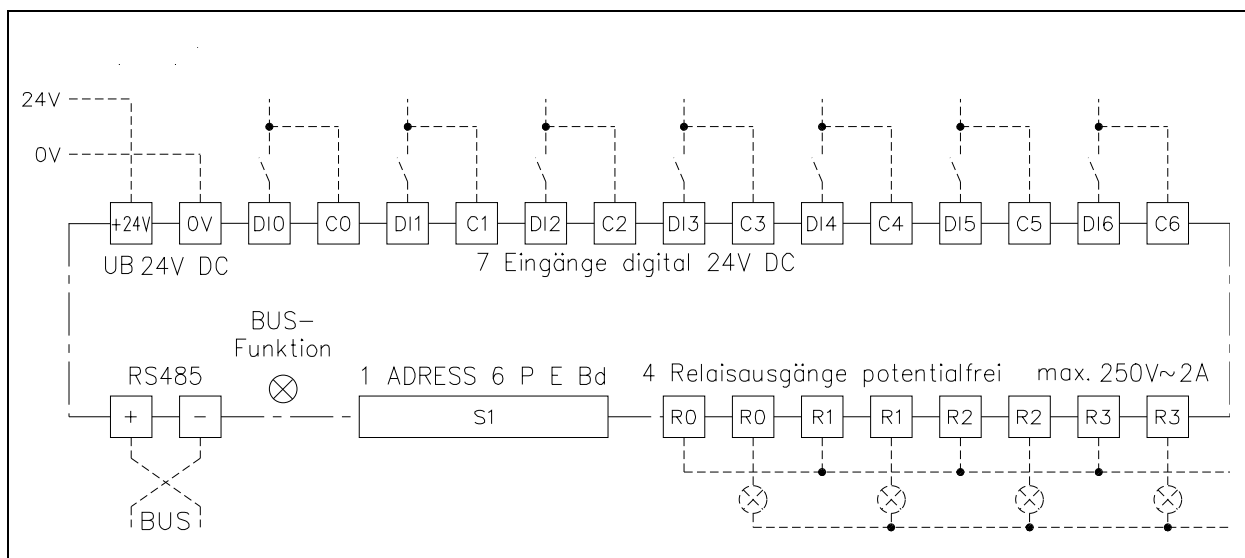 24V
0V
+24V 0V DI0 C0 DI1 C1 DI2 C2 DI3 C3 DI4 C4 DI5 C5 DI6 C6
UB 24V DC
7 Eingänge digital 24V DC
BUS-
Funktion
RS485
1 ADRESS 6 P E Bd
4 Relaisausgänge potentialfrei max. 250V~2A
+ - S1 R0 R0 R1 R1 R2 R2 R3 R3
BUS